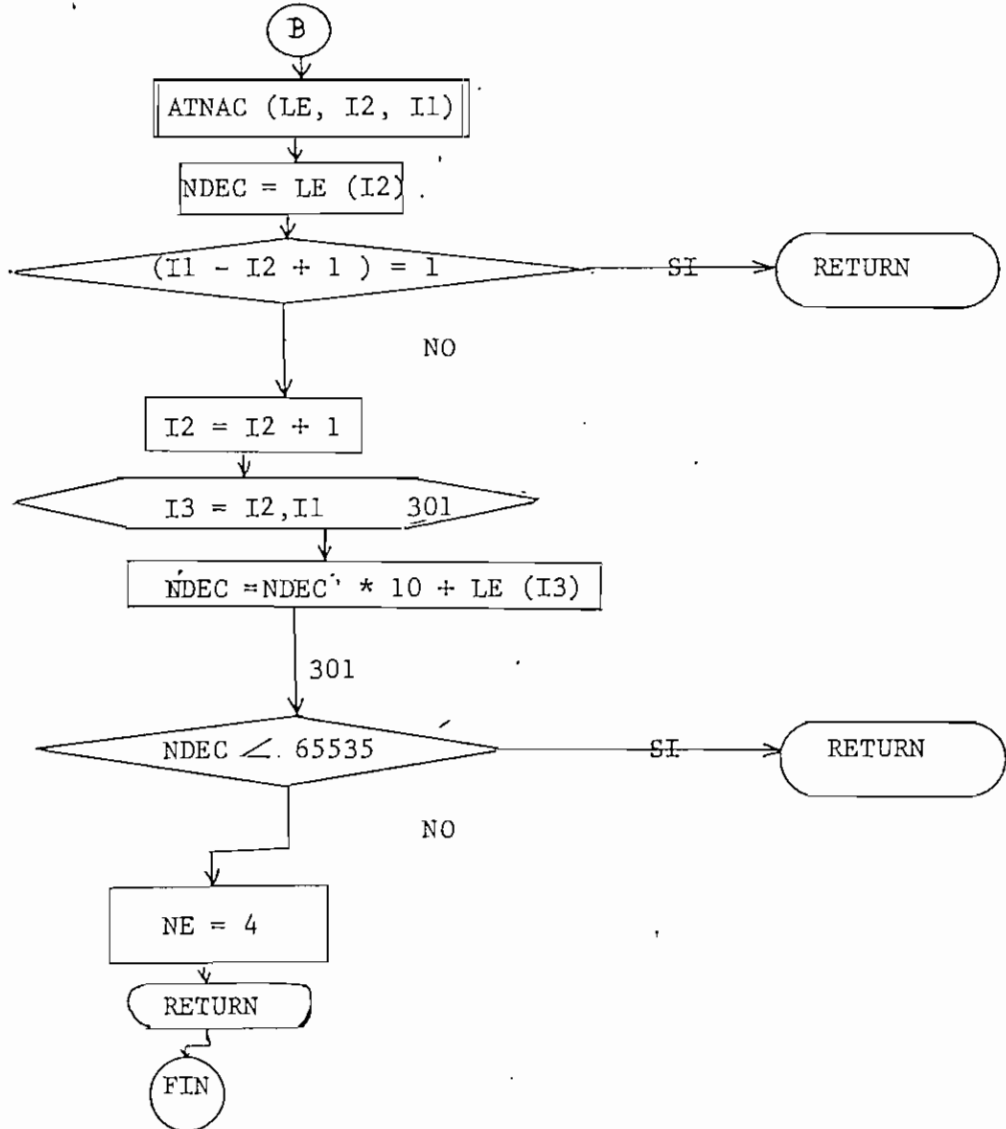 B
ATNAC (LE, I2, I1)
NDEC = LE (I2)
(I1 - I2 + 1 ) = 1
SI
RETURN
NO
I2 = I2 + 1
I3 = I2,I1 301
NDEC =NDEC * 10 + LE (I3)
301
NDEC <. 65535
SI
RETURN
NO
NE = 4
RETURN
FIN